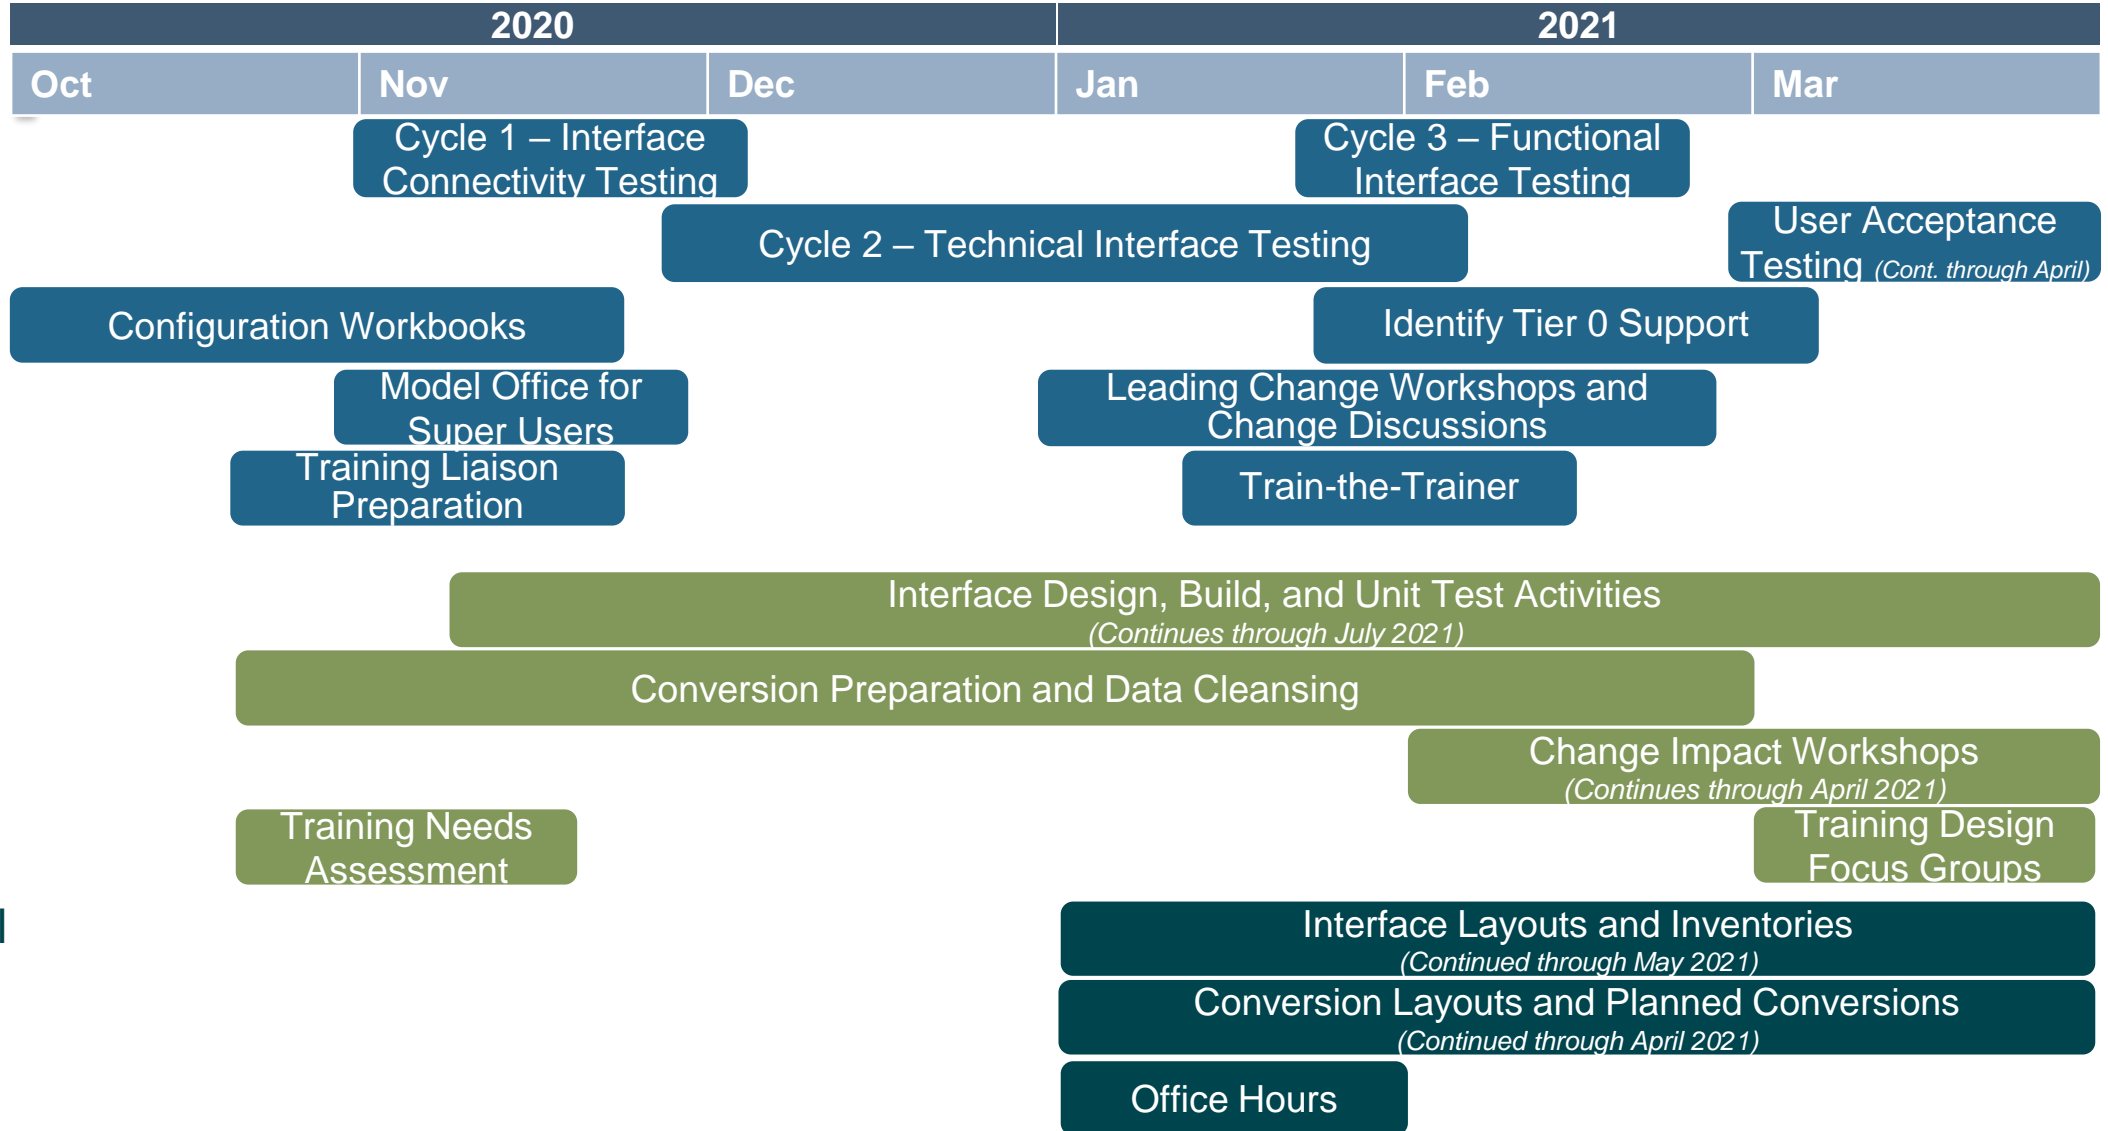 2020 2021
Oct Nov Dec Jan Feb Mar
Cycle 1 – Interface
Connectivity Testing
Cycle 3 – Functional
Interface Testing
Cycle 2 – Technical Interface Testing
User Acceptance
Testing (Cont. through April)
Configuration Workbooks
Identify Tier 0 Support
Model Office for
Super Users
Leading Change Workshops and
Change Discussions
Training Liaison
Preparation
Train-the-Trainer
Interface Design, Build, and Unit Test Activities
(Continues through July 2021)
Conversion Preparation and Data Cleansing
Change Impact Workshops
(Continues through April 2021)
Training Needs
Assessment
Training Design
Focus Groups
Interface Layouts and Inventories
(Continued through May 2021)
Conversion Layouts and Planned Conversions
(Continued through April 2021)
Office Hours